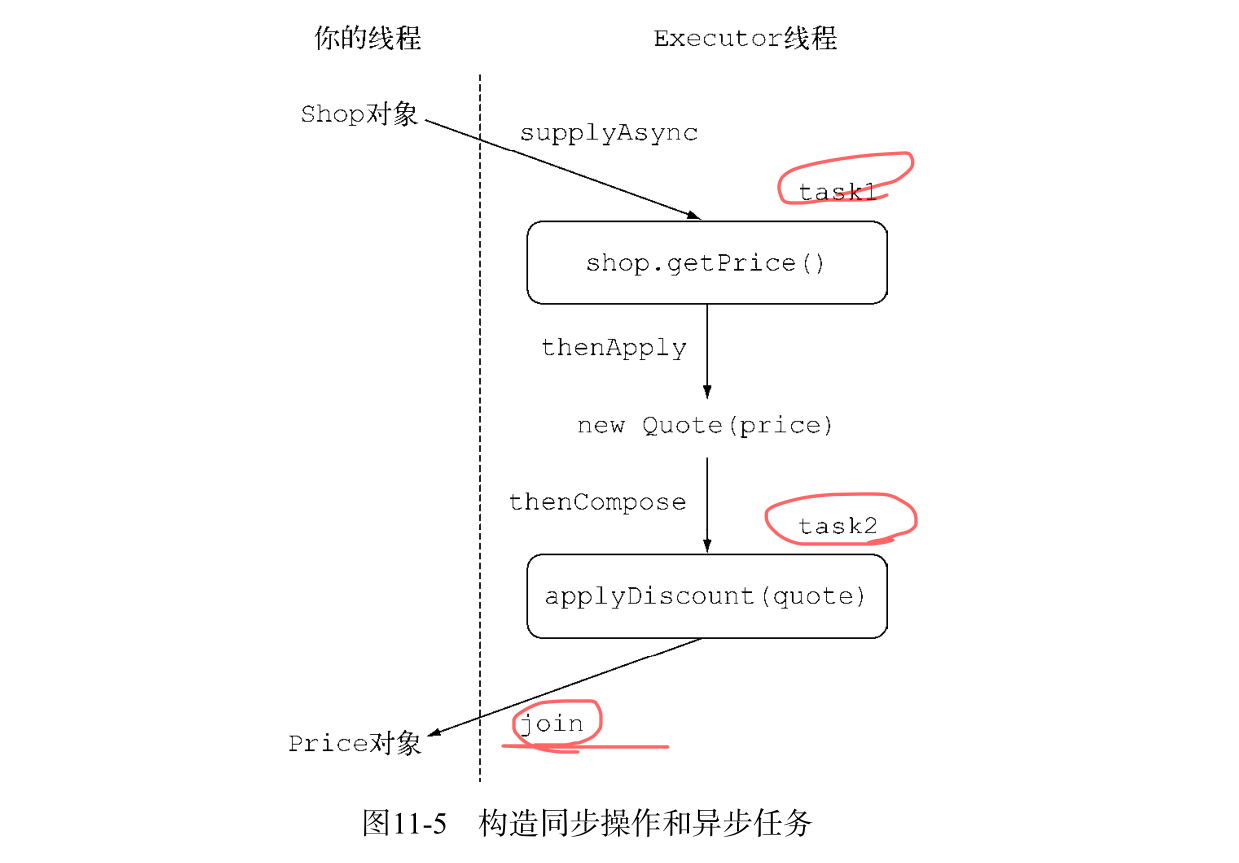 你的线程
Executor线程
Shop对象
supplyAsync
task1
shop.getPrice()
thenApply
new Quote(price)
thenCompose
task2
applyDiscount(quote)
join
Price对象
图11-5 构造同步操作和异步任务